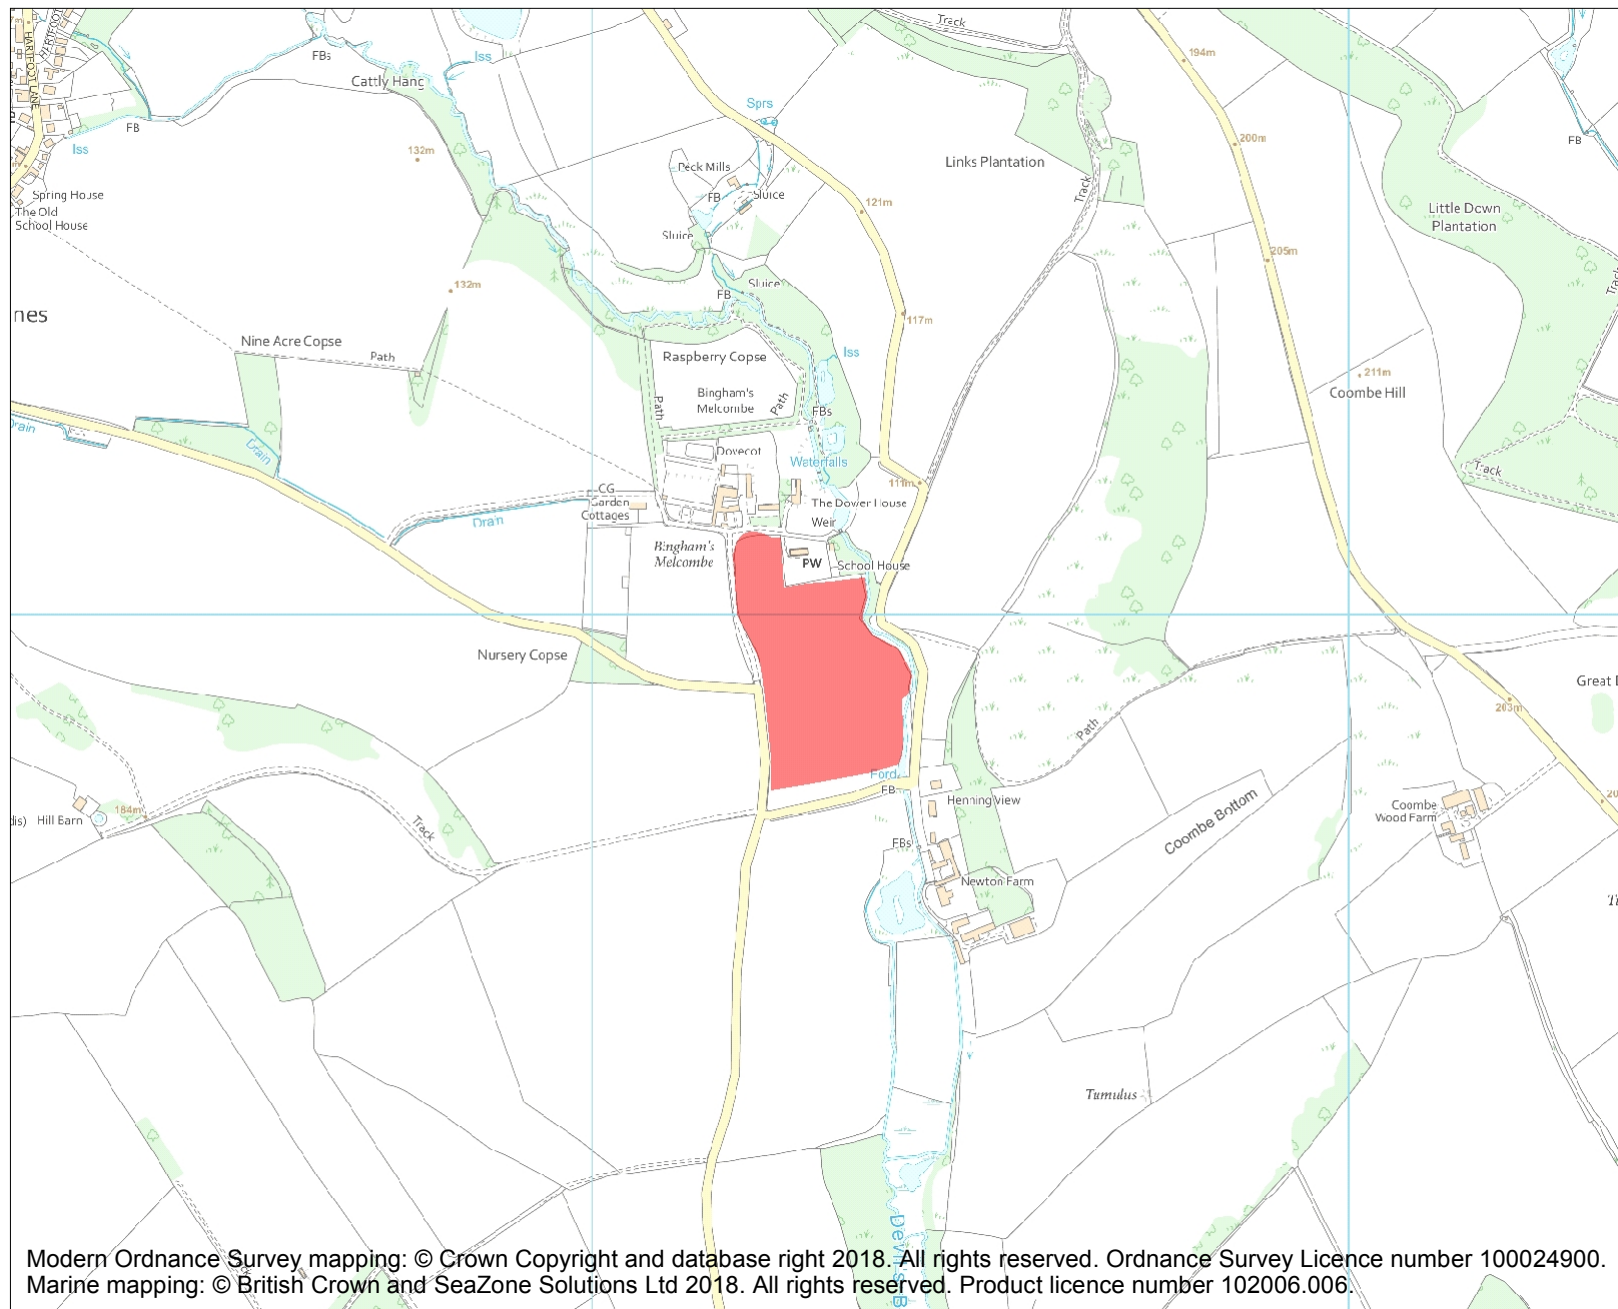 Track
194m
FBs
Iss
Cattly Hang
HARTFOOT LANE
Sprs
FB
200m
FB
Iss
132m
Links Plantation
Peck Mills
Track
Spring House
FB
Sluice
121m
Little Down
Plantation
The Old
School House
Sluice
205m
Track
132m
Sluice
FB
nes
117m
Nine Acre Copse
Path
Raspberry Copse
Iss
211m
Coombe Hill
Bingham's
Melcombe
Path
Path
FBs
Drain
Drain
Dovecot
Waterfalls
Track
111m
CG
Garden
Cottages
The Dower House
Drain
Weir
Bingham's
Melcombe
PW
School House
Nursery Copse
Great
203m
Path
Ford
FB
Henning View
184m
Hill Barn
Track
Coombe Bottom
Coombe
Wood Farm
FBs
Newton Farm
Tumulus
Modern Ordnance Survey mapping: © Crown Copyright and database right 2018. All rights reserved. Ordnance Survey Licence number 100024900.
Marine mapping: © British Crown and SeaZone Solutions Ltd 2018. All rights reserved. Product licence number 102006.006.